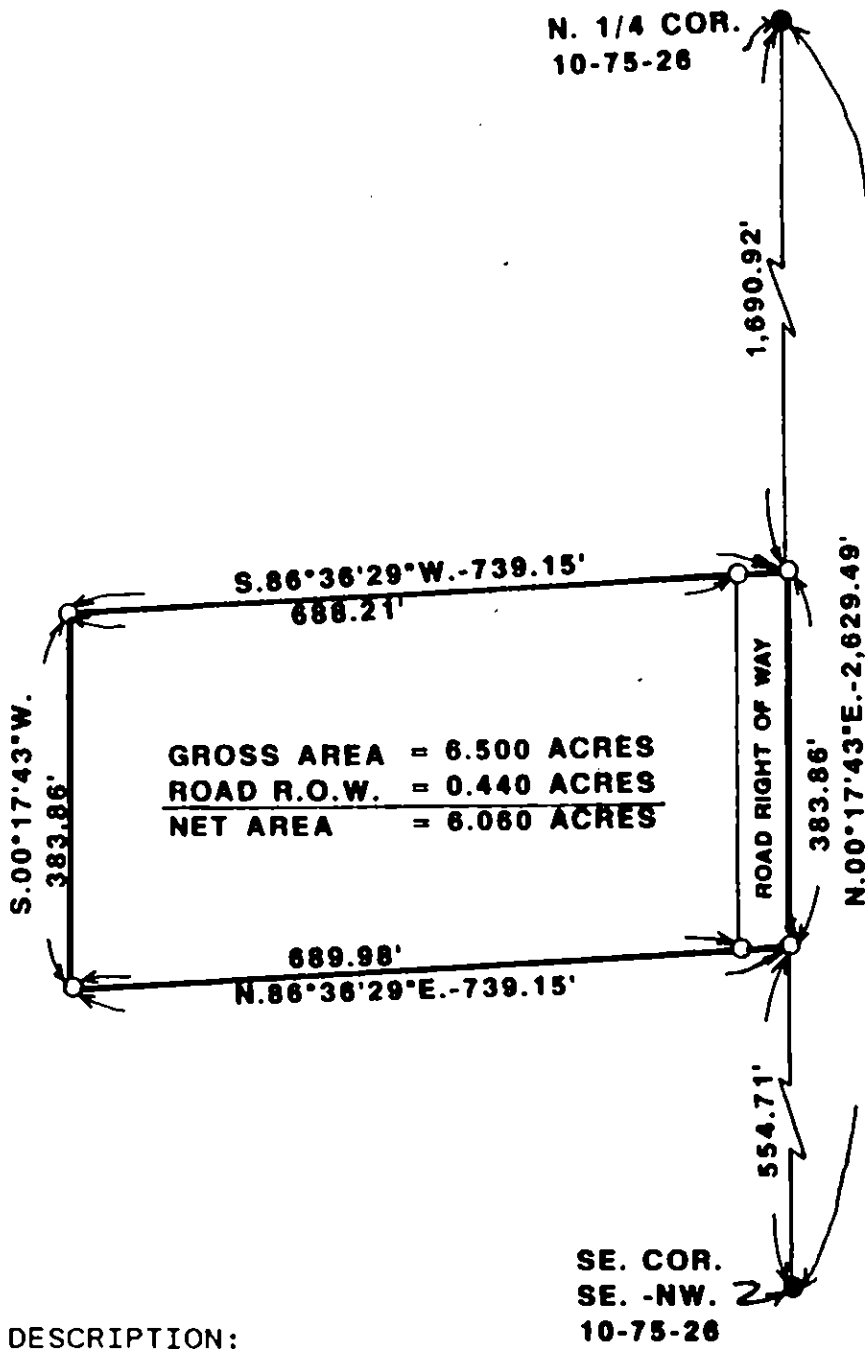 N. 1/4 COR.
10-75-26
1,690.92'
S.86°36'29"W.-739.15'
688.21'
S.00°17'43"W.
383.86'
GROSS AREA = 6.500 ACRES
ROAD R.O.W. = 0.440 ACRES
NET AREA = 6.060 ACRES
ROAD RIGHT OF WAY
383.86'
N.00°17'43"E.-2,629.49'
689.98'
N.86°36'29"E.-739.15'
554.71'
SE. COR.
SE. -NW.
10-75-26
DESCRIPTION: